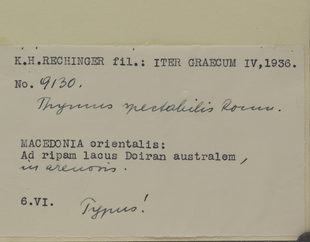 K.H.RECHINGER fil.: ITER GRAECUM IV,1936.
No. 9130.
Thymus spectabilis Ronn.
MACEDONIA orientalis:
Ad ripam lacus Doiran australem,
in arenosis.
6.VI. Typus!